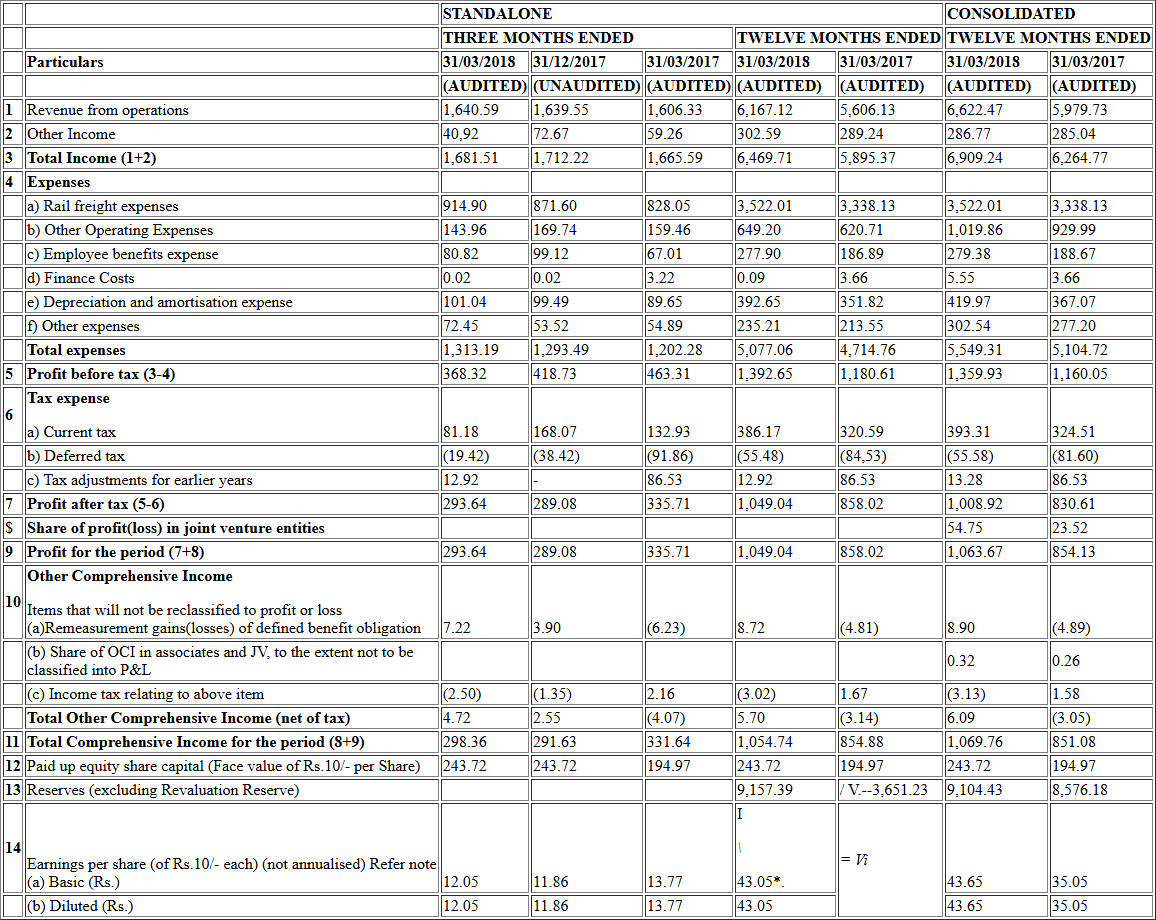 STANDALONE CONSOLIDATED
THREE MONTHS ENDED TWELVE MONTHS ENDED TWELVE MONTHS ENDED
Particulars 31/03/2018 31/12/2017 31/03/2017 31/03/2018 31/03/2017 31/03/2018 31/03/2017
(AUDITED) (UNAUDITED) (AUDITED) (AUDITED) (AUDITED) (AUDITED) (AUDITED)
1 Revenue from operations 1,640.59 1,639.55 1,606.33 6,167.12 5,606.13 6,622.47 5,979.73
2 Other Income 40,92 72.67 59.26 302.59 289.24 286.77 285.04
3 Total Income (1+2) 1,681.51 1,712.22 1,665.59 6,469.71 5,895.37 6,909.24 6,264.77
4 Expenses
a) Rail freight expenses 914.90 871.60 828.05 3,522.01 3,338.13 3,522.01 3,338.13
b) Other Operating Expenses 143.96 169.74 159.46 649.20 620.71 1,019.86 929.99
c) Employee benefits expense 80.82 99.12 67.01 277.90 186.89 279.38 188.67
d) Finance Costs 0.02 0.02 3.22 0.09 3.66 5.55 3.66
e) Depreciation and amortisation expense 101.04 99.49 89.65 392.65 351.82 419.97 367.07
f) Other expenses 72.45 53.52 54.89 235.21 213.55 302.54 277.20
Total expenses 1,313.19 1,293.49 1,202.28 5,077.06 4,714.76 5,549.31 5,104.72
5 Profit before tax (3-4) 368.32 418.73 463.31 1,392.65 1,180.61 1,359.93 1,160.05
6 Tax expense
a) Current tax 81.18 168.07 132.93 386.17 320.59 393.31 324.51
b) Deferred tax (19.42) (38.42) (91.86) (55.48) (84,53) (55.58) (81.60)
c) Tax adjustments for earlier years 12.92 - 86.53 12.92 86.53 13.28 86.53
7 Profit after tax (5-6) 293.64 289.08 335.71 1,049.04 858.02 1,008.92 830.61
$ Share of profit(loss) in joint venture entities 54.75 23.52
9 Profit for the period (7+8) 293.64 289.08 335.71 1,049.04 858.02 1,063.67 854.13
10 Other Comprehensive Income
Items that will not be reclassified to profit or loss
(a)Remeasurement gains(losses) of defined benefit obligation 7.22 3.90 (6.23) 8.72 (4.81) 8.90 (4.89)
(b) Share of OCI in associates and JV, to the extent not to be
classified into P&L 0.32 0.26
(c) Income tax relating to above item (2.50) (1.35) 2.16 (3.02) 1.67 (3.13) 1.58
Total Other Comprehensive Income (net of tax) 4.72 2.55 (4.07) 5.70 (3.14) 6.09 (3.05)
11 Total Comprehensive Income for the period (8+9) 298.36 291.63 331.64 1,054.74 854.88 1,069.76 851.08
12 Paid up equity share capital (Face value of Rs.10/- per Share) 243.72 243.72 194.97 243.72 194.97 243.72 194.97
13 Reserves (excluding Revaluation Reserve) 9,157.39 / V.--3,651.23 9,104.43 8,576.18
I
14 \
Earnings per share (of Rs.10/- each) (not annualised) Refer note = Vi
(a) Basic (Rs.) 12.05 11.86 13.77 43.05*. 43.65 35.05
(b) Diluted (Rs.) 12.05 11.86 13.77 43.05 43.65 35.05